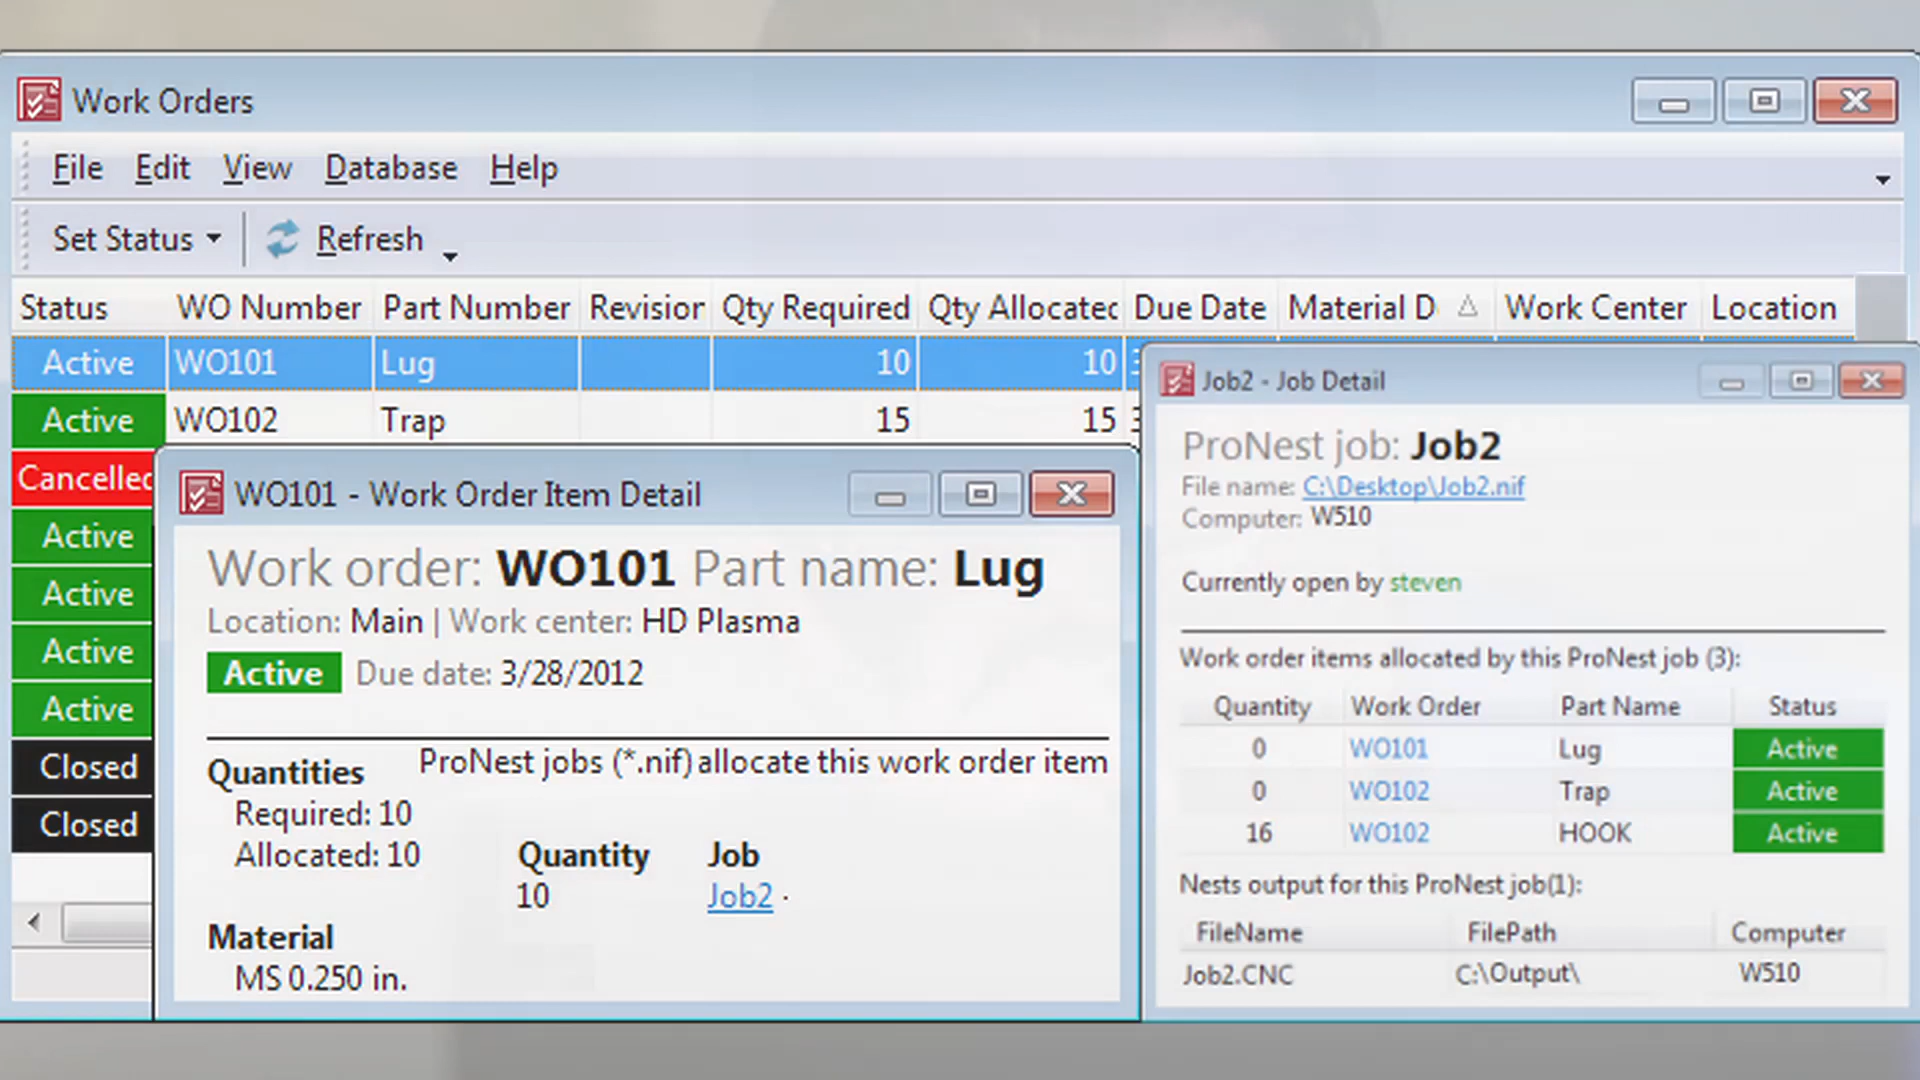 Work Orders
File Edit View Database Help
Set Status Refresh
Status WO Number Part Number Revision Qty Required Qty Allocated Due Date Material D Work Center Location
Active WO101 Lug 10 10 3
Active WO102 Trap 15 15 3
Cancelled
Active
Active
Active
Active
Closed
Closed
WO101 - Work Order Item Detail
Work order: WO101 Part name: Lug
Location: Main | Work center: HD Plasma
Active Due date: 3/28/2012
Quantities
ProNest jobs (*.nif) allocate this work order item
Required: 10
Allocated: 10
Quantity Job
10 Job2
Material
MS 0.250 in.
Job2 - Job Detail
ProNest job: Job2
File name: C:\Desktop\Job2.nif
Computer: W510
Currently open by steven
Work order items allocated by this ProNest job (3):
Quantity Work Order Part Name Status
0 WO101 Lug Active
0 WO102 Trap Active
16 WO102 HOOK Active
Nests output for this ProNest job(1):
FileName FilePath Computer
Job2.CNC C:\Output\ W510